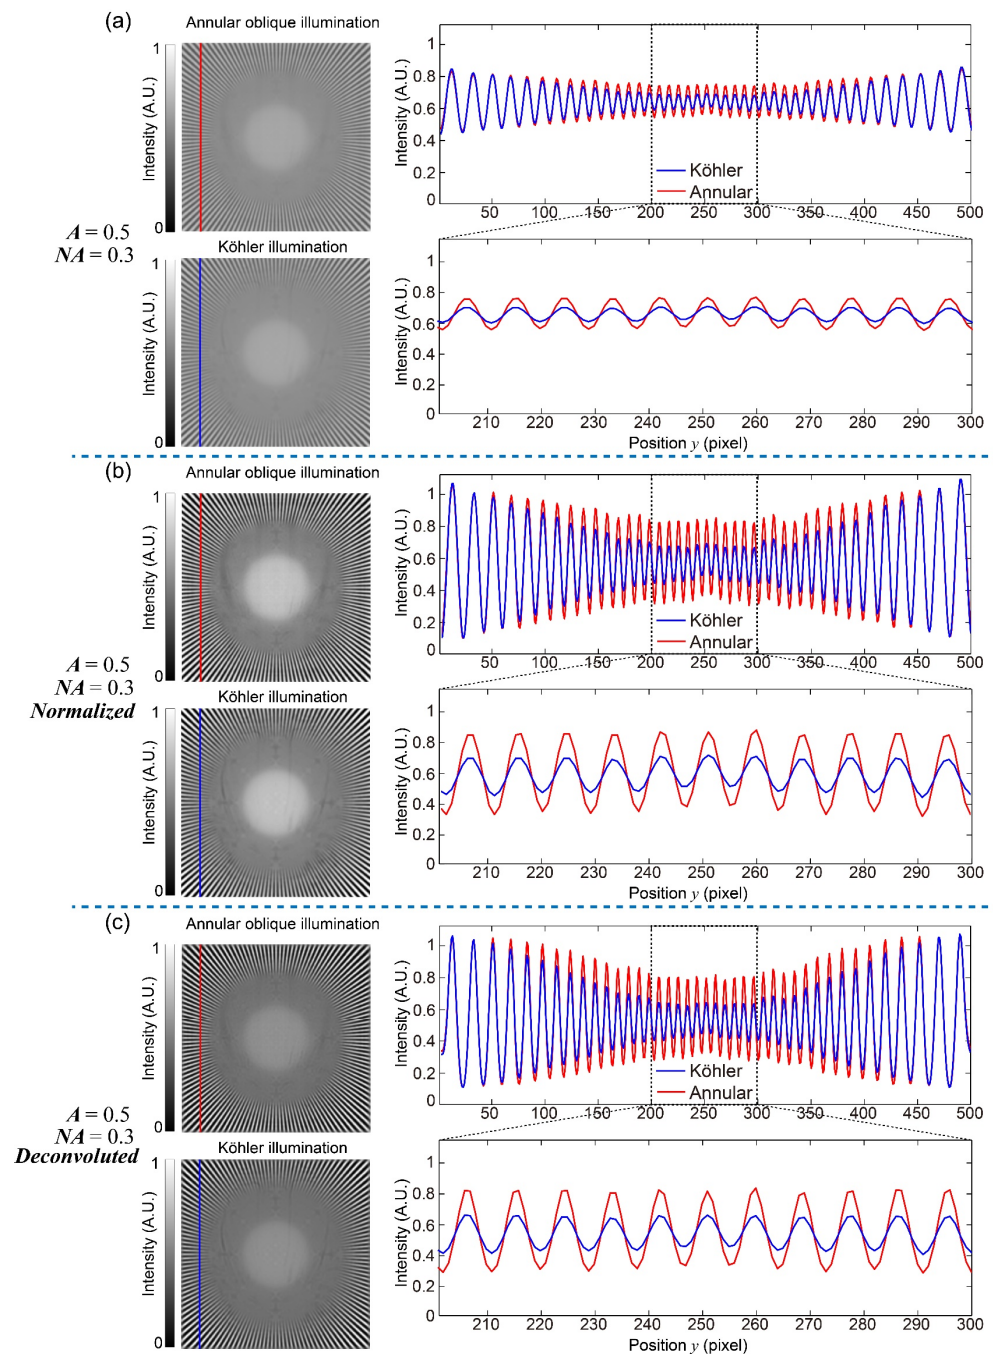 (a)
Annular oblique illumination
Intensity (A.U.)
1
0
A = 0.5
NA = 0.3
Köhler illumination
Intensity (A.U.)
1
0
Intensity (A.U.)
1
0.8
0.6
0.4
0.2
0
Köhler
Annular
50 100 150 200 250 300 350 400 450 500
Intensity (A.U.)
1
0.8
0.6
0.4
0.2
0
210 220 230 240 250 260 270 280 290 300
Position y (pixel)
(b)
Annular oblique illumination
Intensity (A.U.)
1
0
A = 0.5
NA = 0.3
Normalized
Köhler illumination
Intensity (A.U.)
1
0
Intensity (A.U.)
1
0.8
0.6
0.4
0.2
0
Köhler
Annular
50 100 150 200 250 300 350 400 450 500
Intensity (A.U.)
1
0.8
0.6
0.4
0.2
0
210 220 230 240 250 260 270 280 290 300
Position y (pixel)
(c)
Annular oblique illumination
Intensity (A.U.)
1
0
A = 0.5
NA = 0.3
Deconvoluted
Köhler illumination
Intensity (A.U.)
1
0
Intensity (A.U.)
1
0.8
0.6
0.4
0.2
0
Köhler
Annular
50 100 150 200 250 300 350 400 450 500
Intensity (A.U.)
1
0.8
0.6
0.4
0.2
0
210 220 230 240 250 260 270 280 290 300
Position y (pixel)